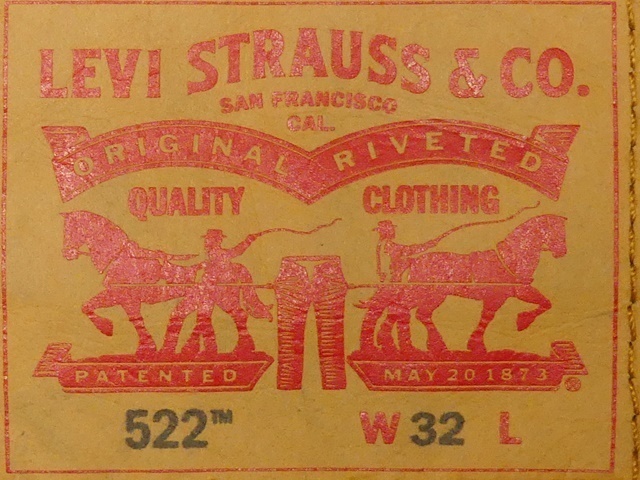 LEVI STRAUSS & CO.
SAN FRANCISCO
CAL.
ORIGINAL RIVETED
QUALITY CLOTHING
PATENTED MAY 20 1873 ®
522™ W 32 L